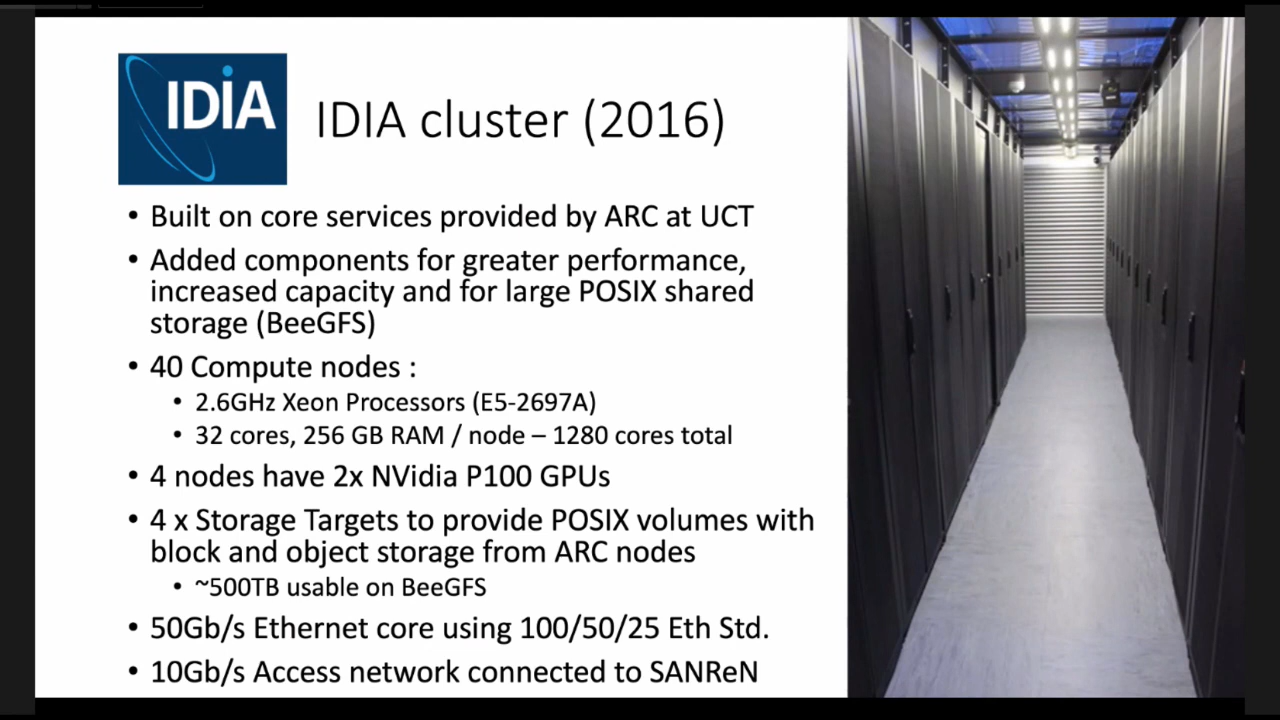 IDIA
IDIA cluster (2016)
• Built on core services provided by ARC at UCT
• Added components for greater performance,
increased capacity and for large POSIX shared
storage (BeeGFS)
• 40 Compute nodes :
• 2.6GHz Xeon Processors (E5-2697A)
• 32 cores, 256 GB RAM / node – 1280 cores total
• 4 nodes have 2x NVidia P100 GPUs
• 4 x Storage Targets to provide POSIX volumes with
block and object storage from ARC nodes
• ~500TB usable on BeeGFS
• 50Gb/s Ethernet core using 100/50/25 Eth Std.
• 10Gb/s Access network connected to SANReN